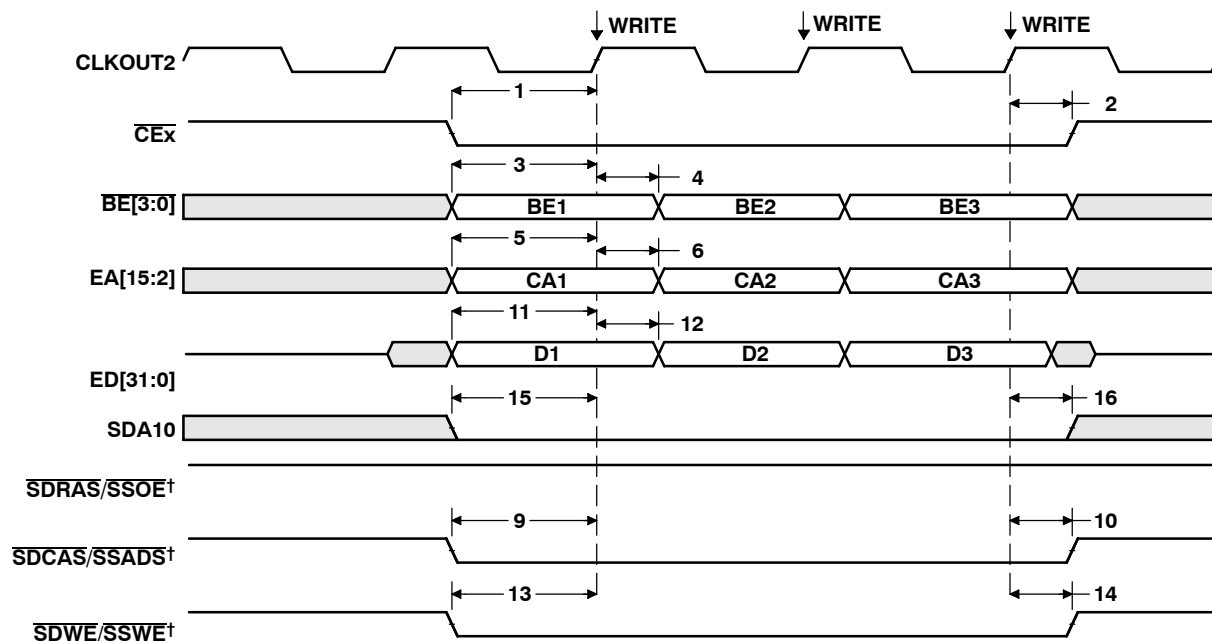 WRITE WRITE WRITE
CLKOUT2
1 2
CEx
3 4
BE[3:0] BE1 BE2 BE3
5 6
EA[15:2] CA1 CA2 CA3
11 12
D1 D2 D3
ED[31:0]
15 16
SDA10
SDRAS/SSOE†
9 10
SDCAS/SSADS†
13 14
SDWE/SSWE†